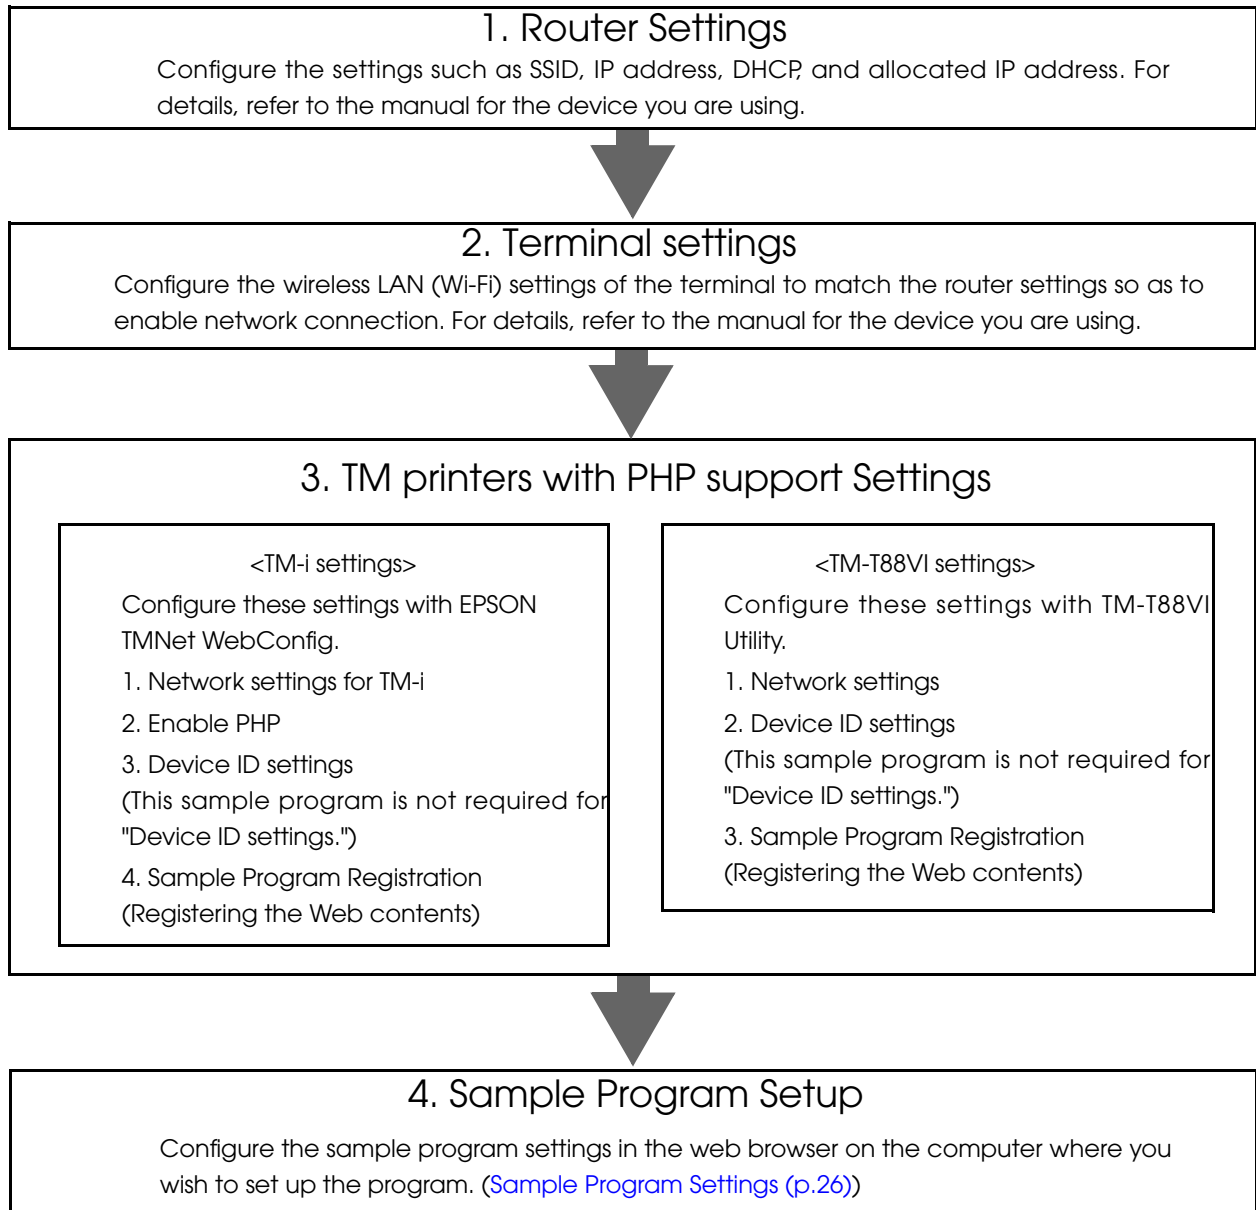 1. Router Settings
Configure the settings such as SSID, IP address, DHCP, and allocated IP address. For
details, refer to the manual for the device you are using.
2. Terminal settings
Configure the wireless LAN (Wi-Fi) settings of the terminal to match the router settings so as to
enable network connection. For details, refer to the manual for the device you are using.
3. TM printers with PHP support Settings
<TM-i settings>
Configure these settings with EPSON
TMNet WebConfig.
1. Network settings for TM-i
2. Enable PHP
3. Device ID settings
(This sample program is not required for
"Device ID settings.")
4. Sample Program Registration
(Registering the Web contents)
<TM-T88VI settings>
Configure these settings with TM-T88VI
Utility.
1. Network settings
2. Device ID settings
(This sample program is not required for
"Device ID settings.")
3. Sample Program Registration
(Registering the Web contents)
4. Sample Program Setup
Configure the sample program settings in the web browser on the computer where you
wish to set up the program. (Sample Program Settings (p.26))